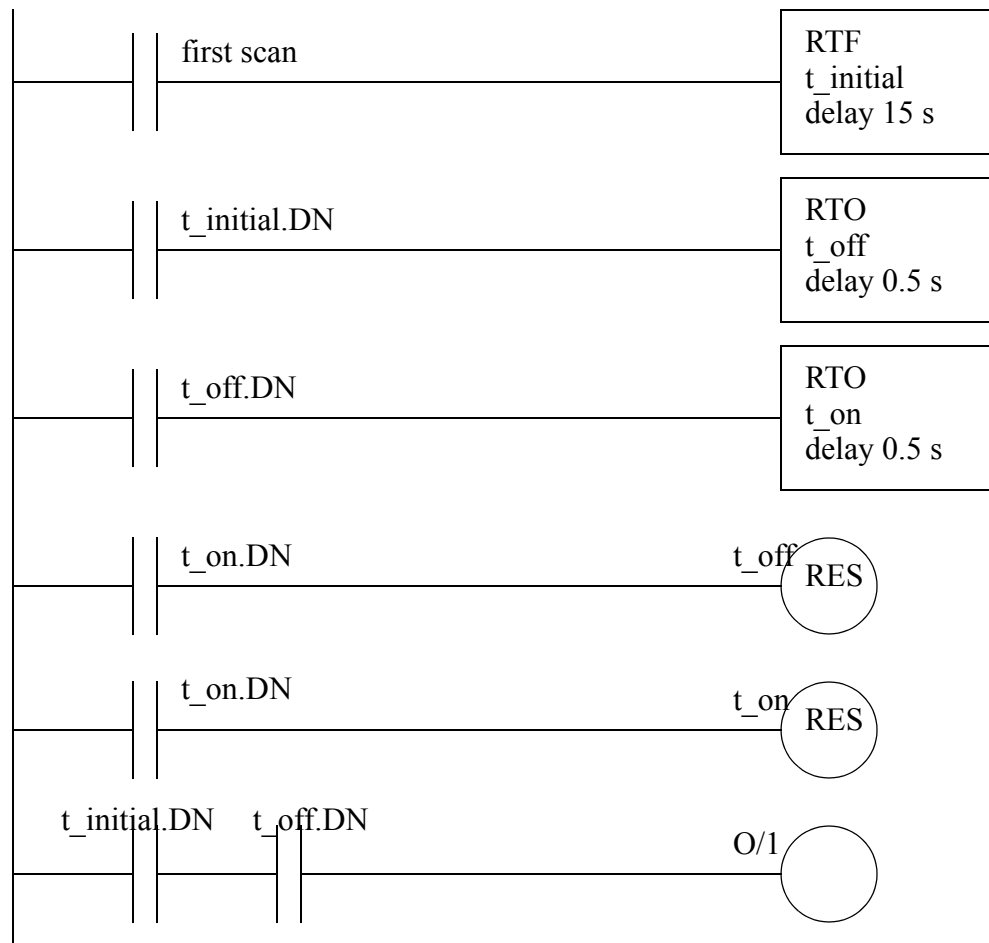 first scan
RTF
t_initial
delay 15 s
t_initial.DN
RTO
t_off
delay 0.5 s
t_off.DN
RTO
t_on
delay 0.5 s
t_on.DN
t_off
RES
t_on.DN
t_on
RES
t_initial.DN
t_off.DN
O/1